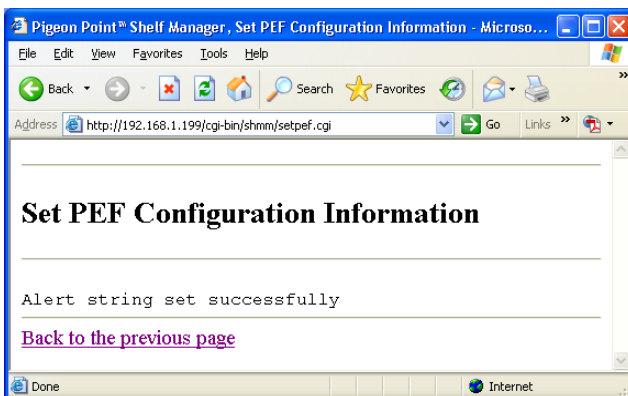 Pigeon Point™ Shelf Manager, Set PEF Configuration Information - Microso...
File Edit View Favorites Tools Help
Back Search Favorites »
Address http://192.168.1.199/cgi-bin/shmm/setpef.cgi Go Links »
Set PEF Configuration Information
Alert string set successfully
Back to the previous page
Done Internet